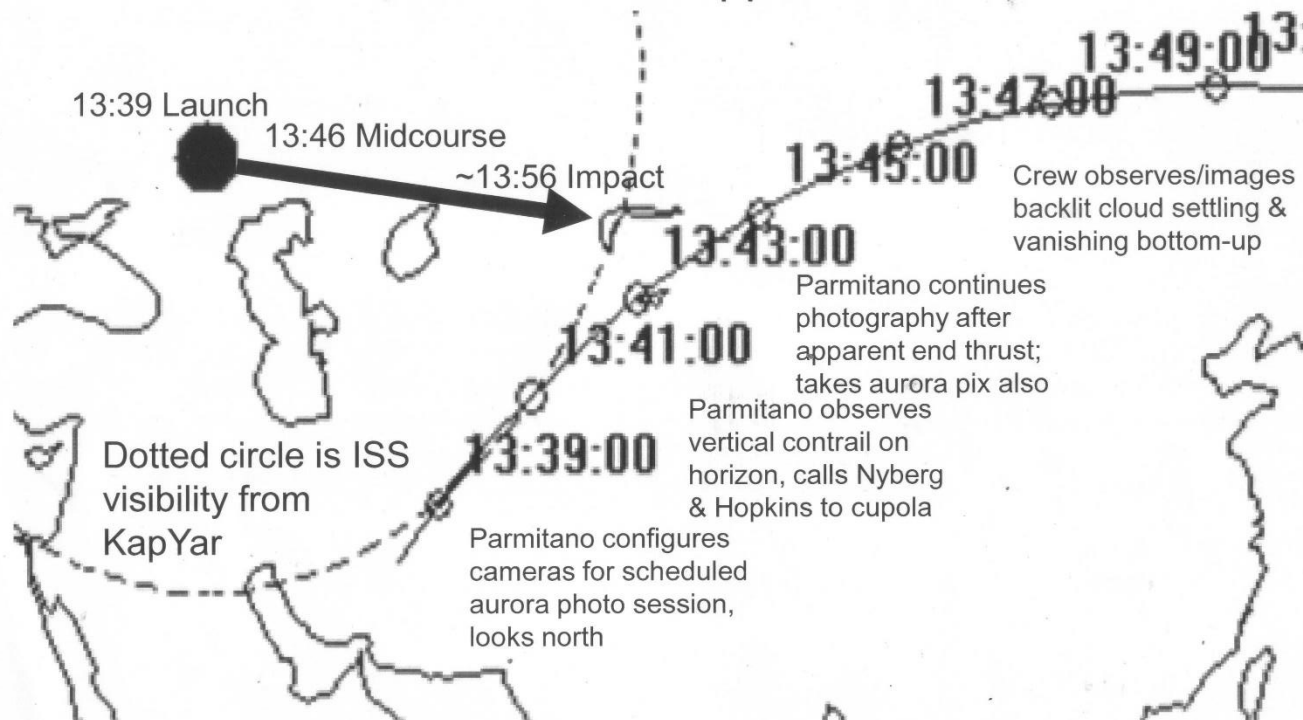 13:49:00
13:
13:47:00
13:39 Launch
13:46 Midcourse
~13:56 Impact
13:45:00
Crew observes/images
backlit cloud settling &
vanishing bottom-up
13:43:00
Parmitano continues
photography after
apparent end thrust;
takes aurora pix also
13:41:00
Parmitano observes
vertical contrail on
horizon, calls Nyberg
& Hopkins to cupola
13:39:00
Dotted circle is ISS
visibility from
KapYar
Parmitano configures
cameras for scheduled
aurora photo session,
looks north